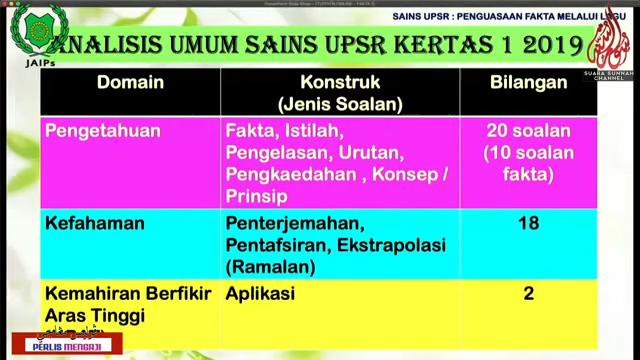 SAINS UPSR : PENGUASAAN FAKTA MELALUI LAGU
ANALISIS UMUM SAINS UPSR KERTAS 1 2019
JAIPs
SUARA SUNNAH
CHANNEL
Domain
Konstruk
(Jenis Soalan)
Bilangan
Pengetahuan
Fakta, Istilah,
Pengelasan, Urutan,
Pengkaedahan , Konsep /
Prinsip
20 soalan
(10 soalan
fakta)
Kefahaman
Penterjemahan,
Pentafsiran, Ekstrapolasi
(Ramalan)
18
Kemahiran Berfikir
Aras Tinggi
Aplikasi
2
PERLIS MENGAJI